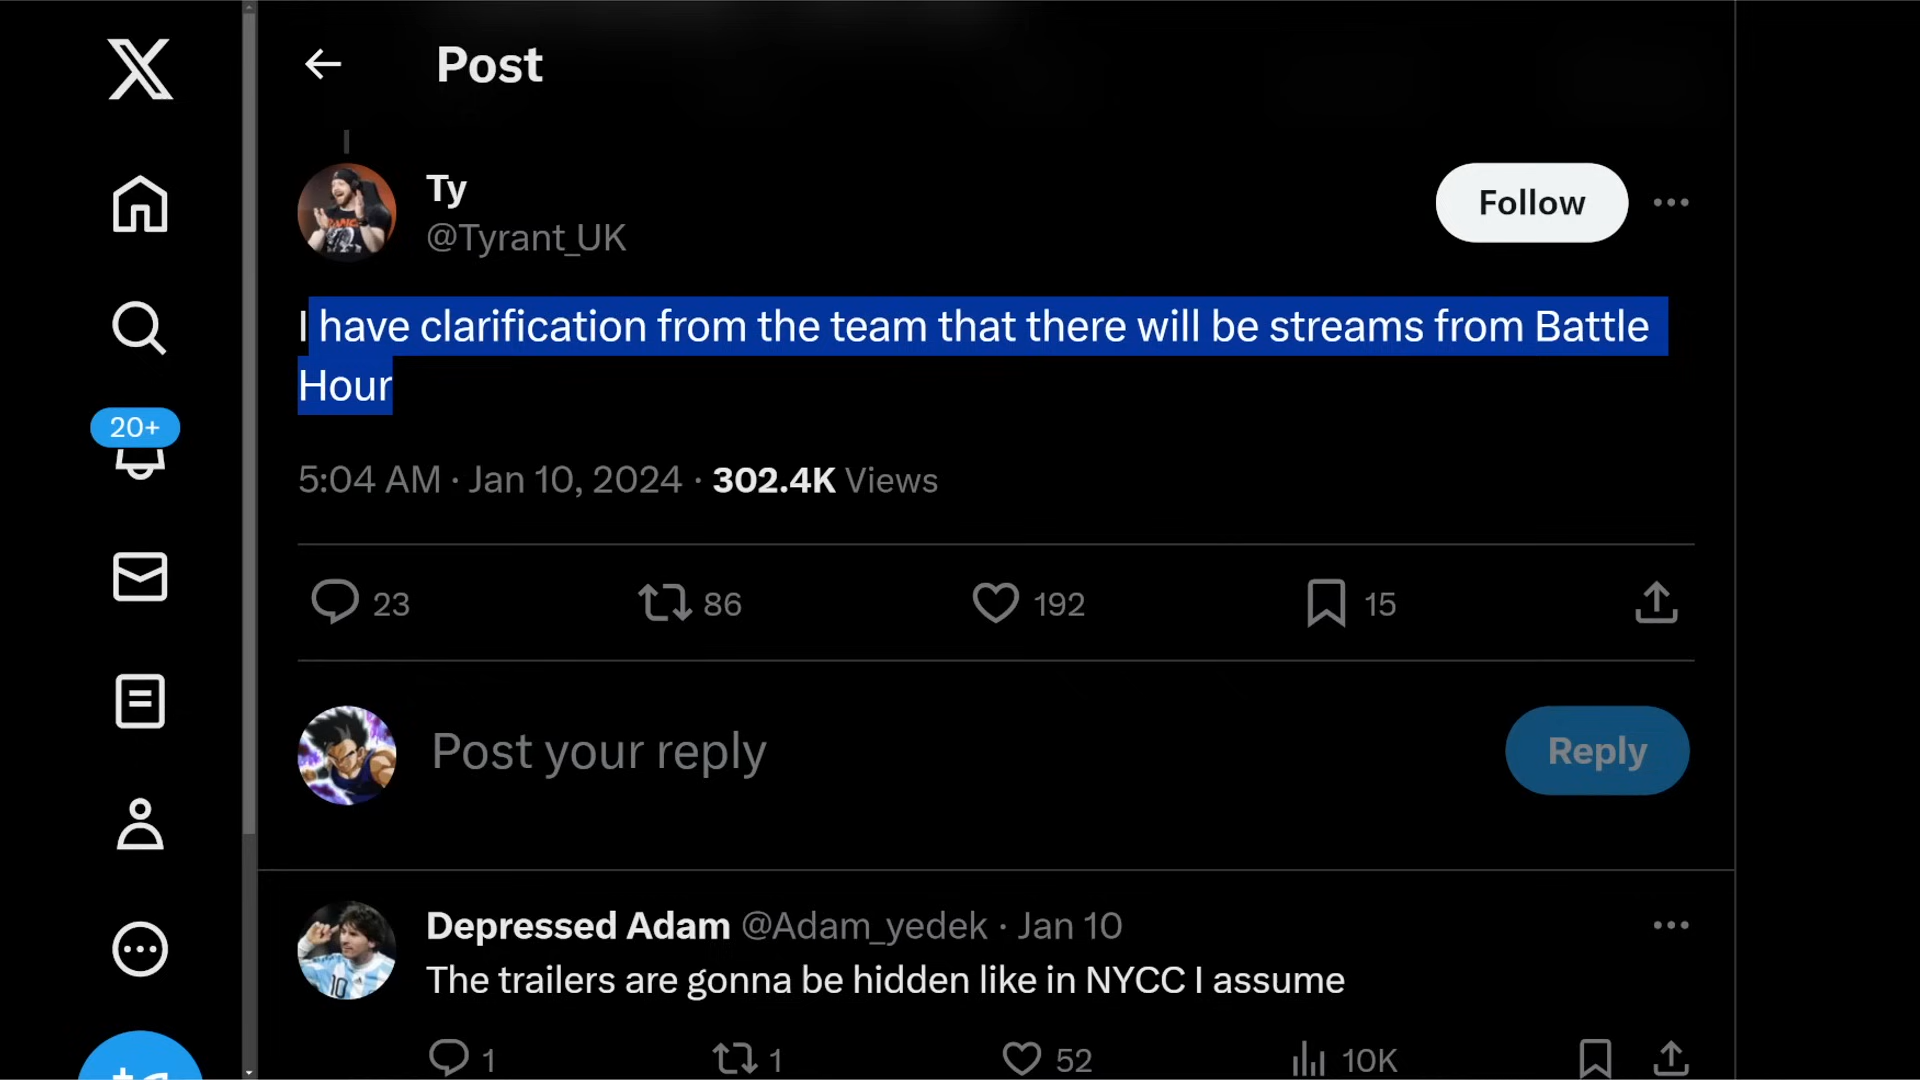 Post
Ty
@Tyrant_UK
Follow
I have clarification from the team that there will be streams from Battle
Hour
20+
5:04 AM · Jan 10, 2024 · 302.4K Views
23 86 192 15
Post your reply
Reply
Depressed Adam @Adam_yedek · Jan 10
The trailers are gonna be hidden like in NYCC I assume
1 1 52 10K